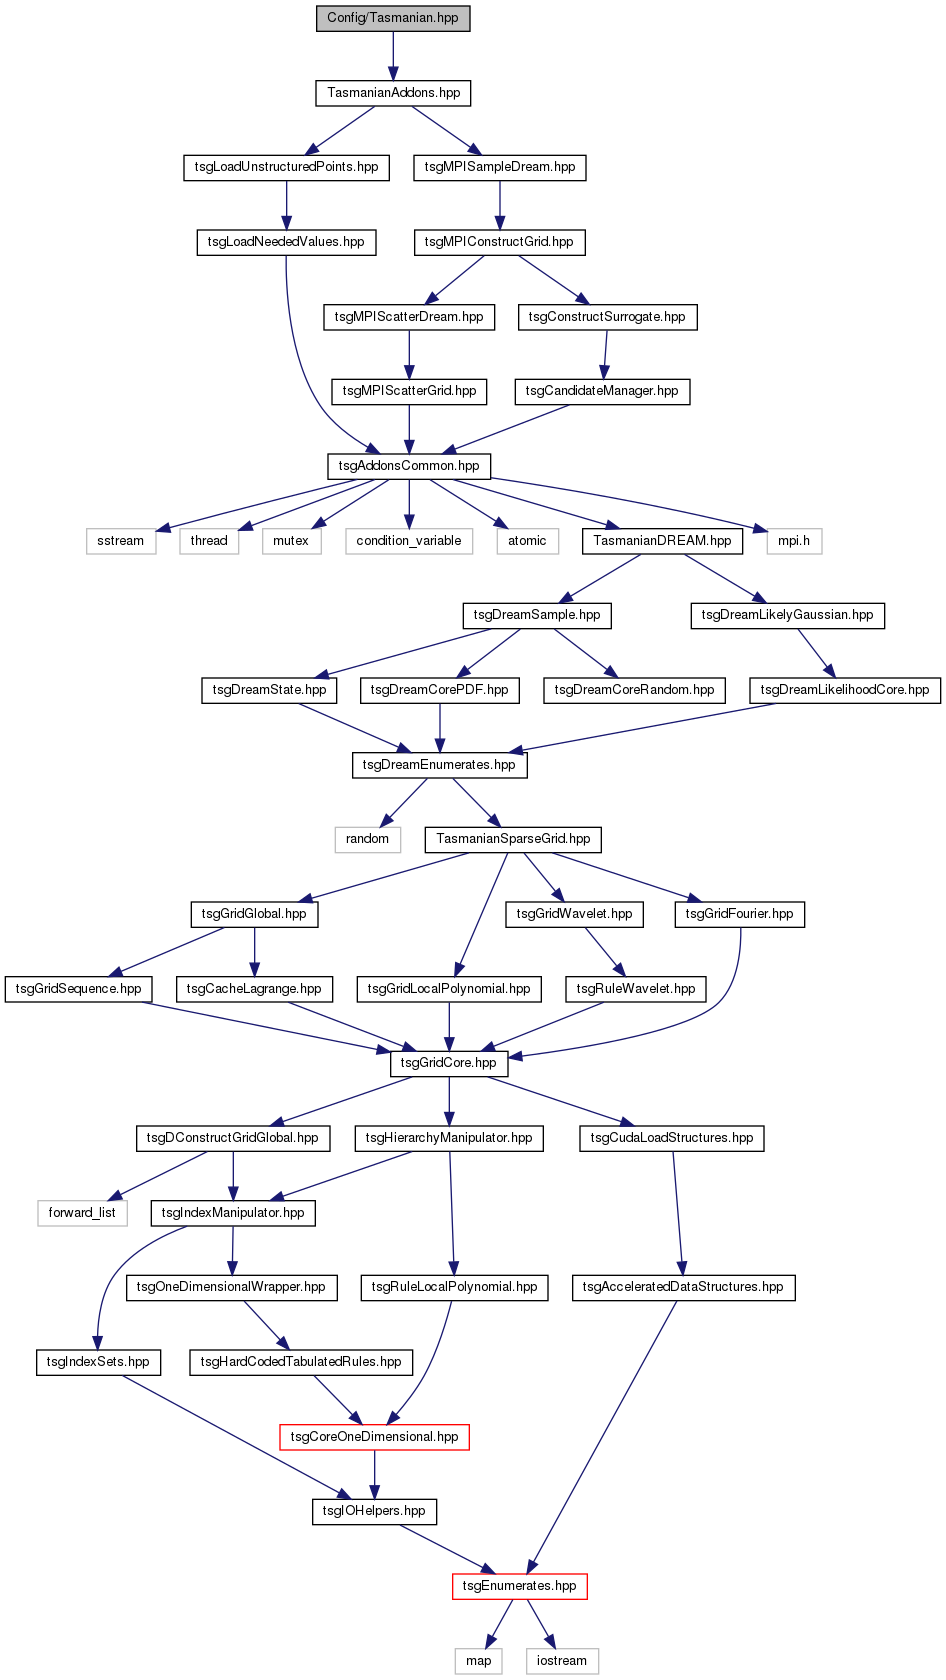 Config/Tasmanian.hpp
TasmanianAddons.hpp
tsgLoadUnstructuredPoints.hpp
tsgMPISampleDream.hpp
tsgLoadNeededValues.hpp
tsgMPIConstructGrid.hpp
tsgMPIScatterDream.hpp
tsgConstructSurrogate.hpp
tsgMPIScatterGrid.hpp
tsgCandidateManager.hpp
tsgAddonsCommon.hpp
sstream
thread
mutex
condition_variable
atomic
TasmanianDREAM.hpp
mpi.h
tsgDreamSample.hpp
tsgDreamLikelyGaussian.hpp
tsgDreamState.hpp
tsgDreamCorePDF.hpp
tsgDreamCoreRandom.hpp
tsgDreamLikelihoodCore.hpp
tsgDreamEnumerates.hpp
random
TasmanianSparseGrid.hpp
tsgGridGlobal.hpp
tsgGridWavelet.hpp
tsgGridFourier.hpp
tsgGridSequence.hpp
tsgCacheLagrange.hpp
tsgGridLocalPolynomial.hpp
tsgRuleWavelet.hpp
tsgGridCore.hpp
tsgDConstructGridGlobal.hpp
tsgHierarchyManipulator.hpp
tsgCudaLoadStructures.hpp
forward_list
tsgIndexManipulator.hpp
tsgOneDimensionalWrapper.hpp
tsgRuleLocalPolynomial.hpp
tsgAcceleratedDataStructures.hpp
tsgIndexSets.hpp
tsgHardCodedTabulatedRules.hpp
tsgCoreOneDimensional.hpp
tsgIOHelpers.hpp
tsgEnumerates.hpp
map
iostream